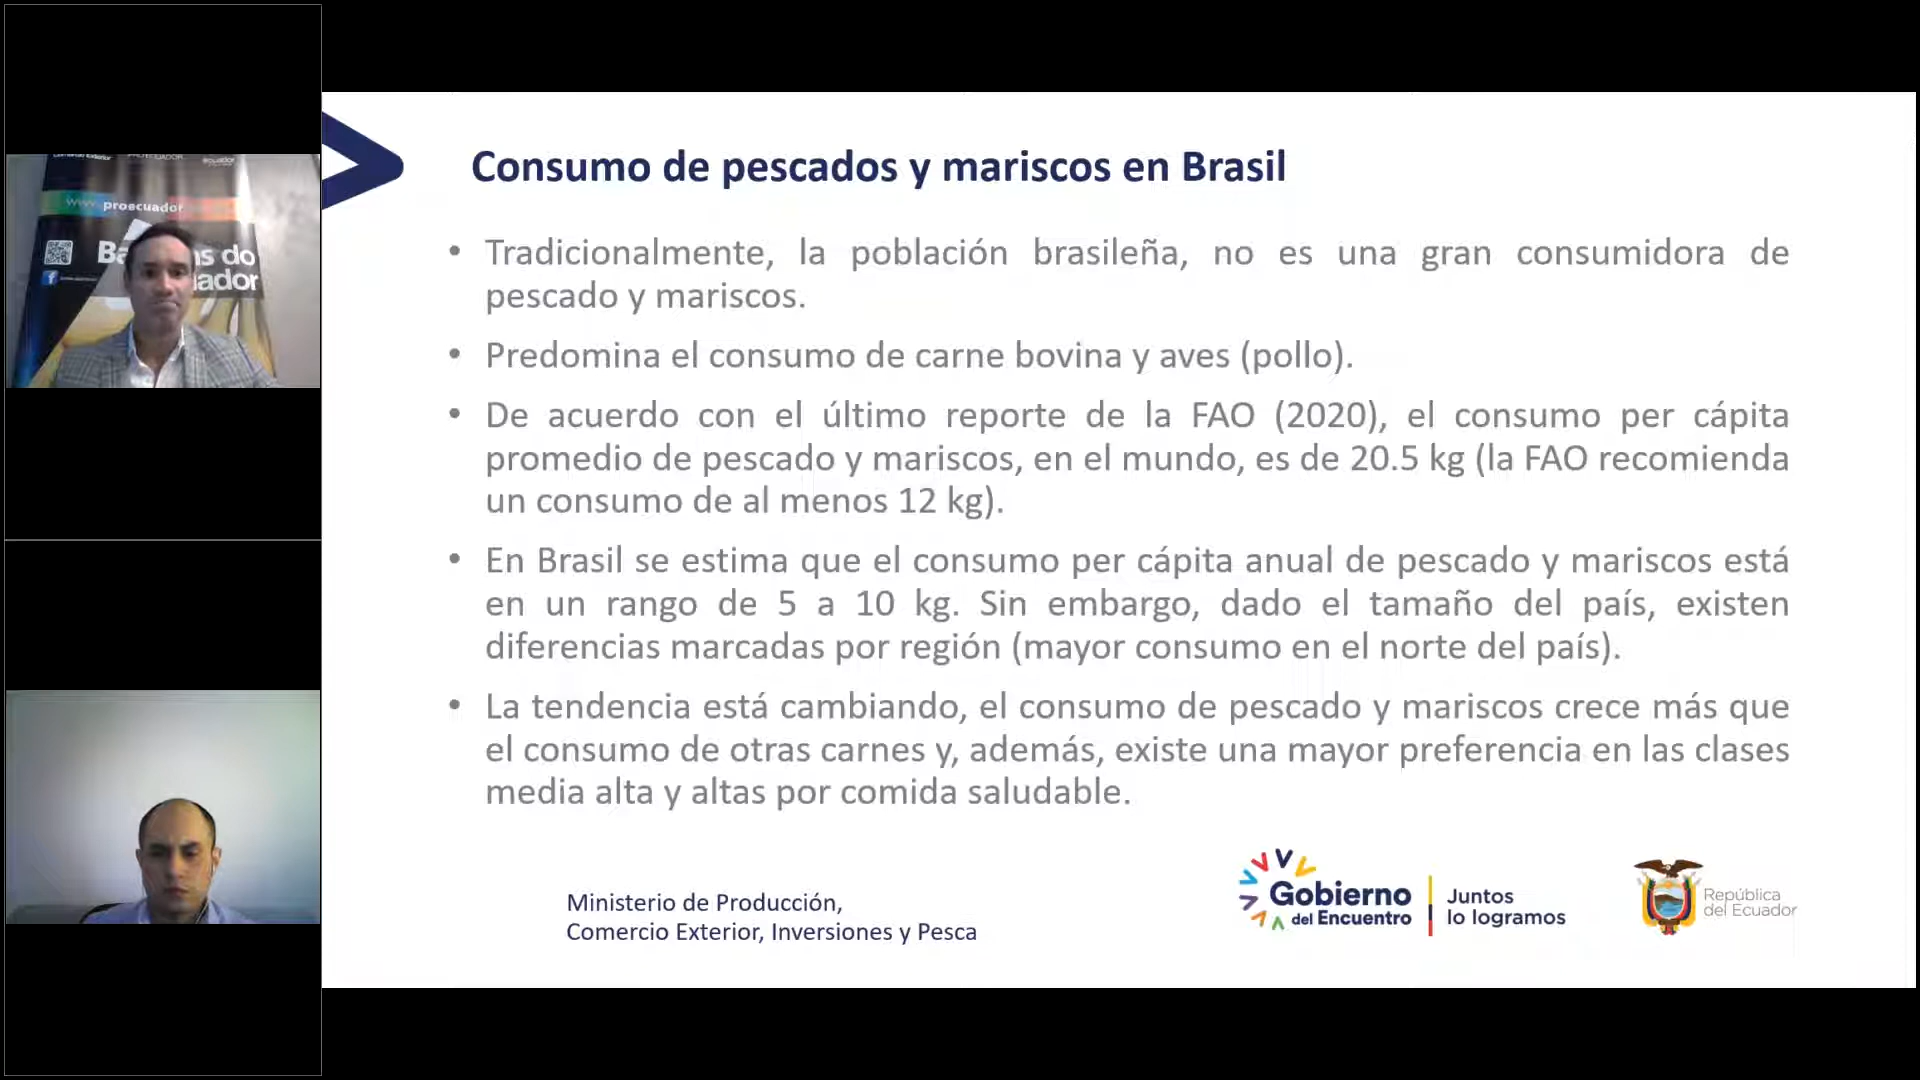 www.proecuador
do
ador
Consumo de pescados y mariscos en Brasil
• Tradicionalmente, la población brasileña, no es una gran consumidora de
pescado y mariscos.
• Predomina el consumo de carne bovina y aves (pollo).
• De acuerdo con el último reporte de la FAO (2020), el consumo per cápita
promedio de pescado y mariscos, en el mundo, es de 20.5 kg (la FAO recomienda
un consumo de al menos 12 kg).
• En Brasil se estima que el consumo per cápita anual de pescado y mariscos está
en un rango de 5 a 10 kg. Sin embargo, dado el tamaño del país, existen
diferencias marcadas por región (mayor consumo en el norte del país).
• La tendencia está cambiando, el consumo de pescado y mariscos crece más que
el consumo de otras carnes y, además, existe una mayor preferencia en las clases
media alta y altas por comida saludable.
Ministerio de Producción,
Comercio Exterior, Inversiones y Pesca
Gobierno
del Encuentro
Juntos
lo logramos
República
del Ecuador